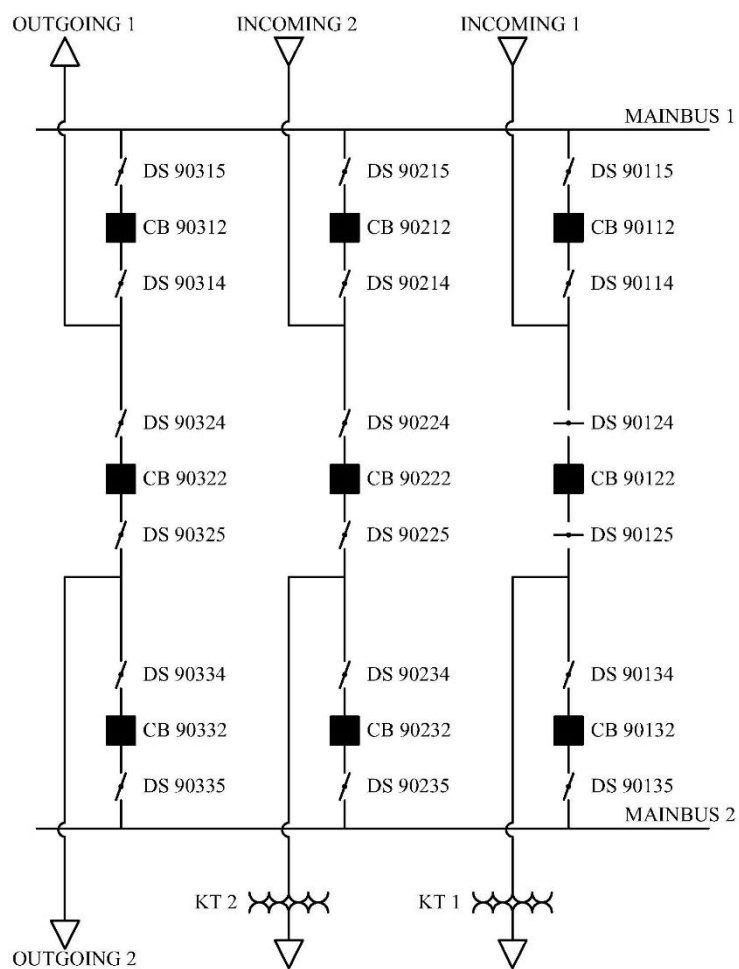 OUTGOING 1
INCOMING 2
INCOMING 1
MAINBUS 1
DS 90315
DS 90215
DS 90115
CB 90312
CB 90212
CB 90112
DS 90314
DS 90214
DS 90114
DS 90324
DS 90224
DS 90124
CB 90322
CB 90222
CB 90122
DS 90325
DS 90225
DS 90125
DS 90334
DS 90234
DS 90134
CB 90332
CB 90232
CB 90132
DS 90335
DS 90235
DS 90135
MAINBUS 2
KT 2
KT 1
OUTGOING 2